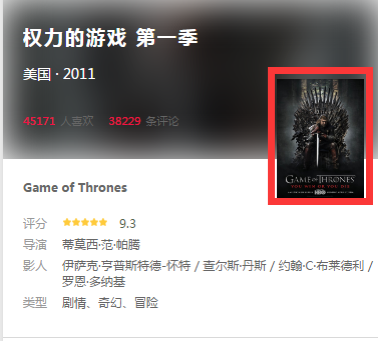 权力的游戏 第一季
美国 · 2011
45171 人喜欢 38229 条评论
GAME OF THRONES
YOU WIN OR YOU DIE
HBO
Game of Thrones
评分 ★★★★★ 9.3
导演 蒂莫西·范·帕腾
影人 伊萨克·亨普斯特德-怀特 / 查尔斯·丹斯 / 约翰·C·布莱德利 /
罗恩·多纳基
类型 剧情、奇幻、冒险